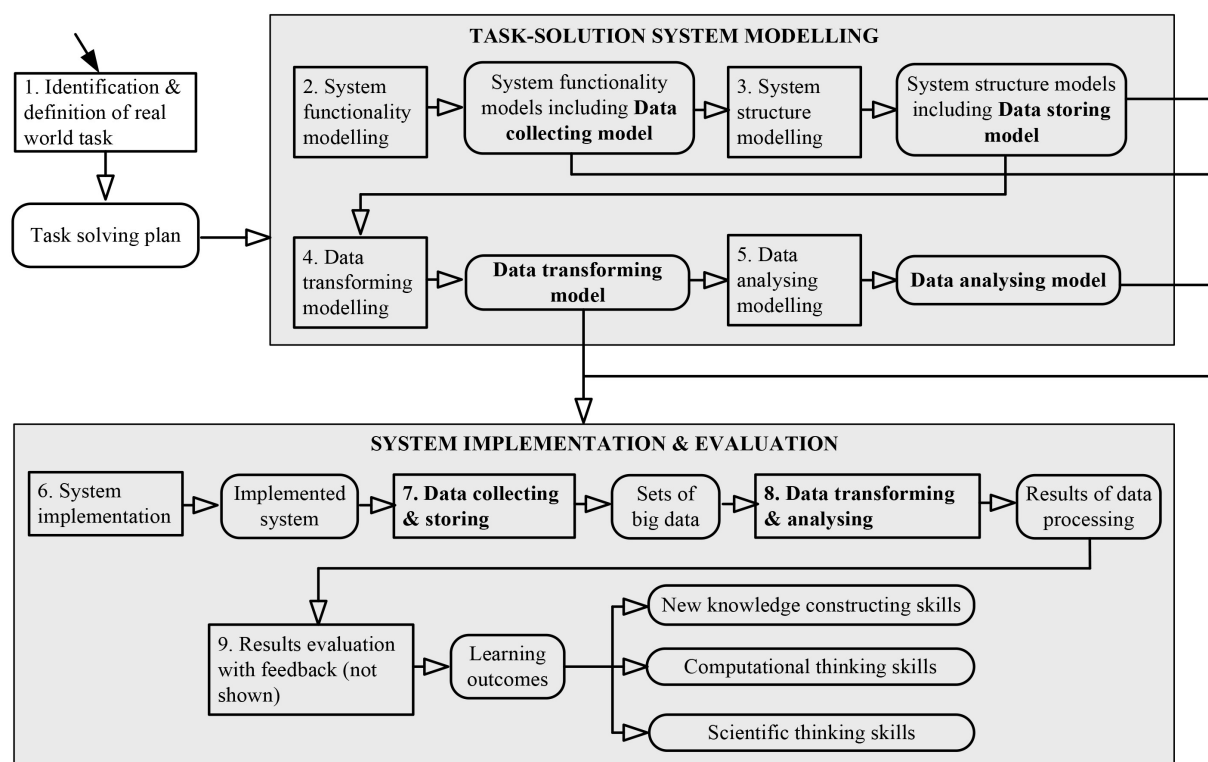 TASK-SOLUTION SYSTEM MODELLING
1. Identification &
definition of real
world task
Task solving plan
2. System
functionality
modelling
System functionality
models including Data
collecting model
3. System
structure
modelling
System structure models
including Data storing
model
4. Data
transforming
modelling
Data transforming
model
5. Data
analysing
modelling
Data analysing model
SYSTEM IMPLEMENTATION & EVALUATION
6. System
implementation
Implemented
system
7. Data collecting
& storing
Sets of
big data
8. Data transforming
& analysing
Results of data
processing
9. Results evaluation
with feedback (not
shown)
Learning
outcomes
New knowledge constructing skills
Computational thinking skills
Scientific thinking skills